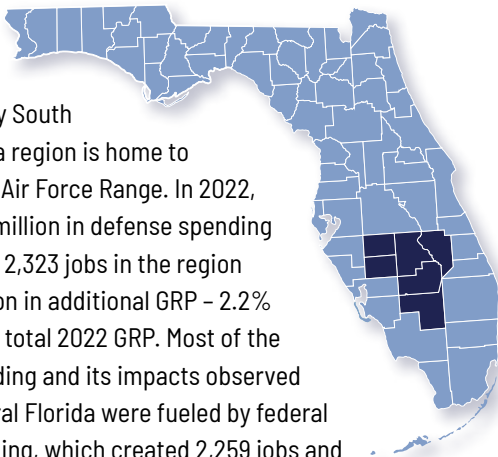 y South
a region is home to
Air Force Range. In 2022,
million in defense spending
2,323 jobs in the region
on in additional GRP – 2.2%
total 2022 GRP. Most of the
ding and its impacts observed
ral Florida were fueled by federal
ing, which created 2,259 jobs and